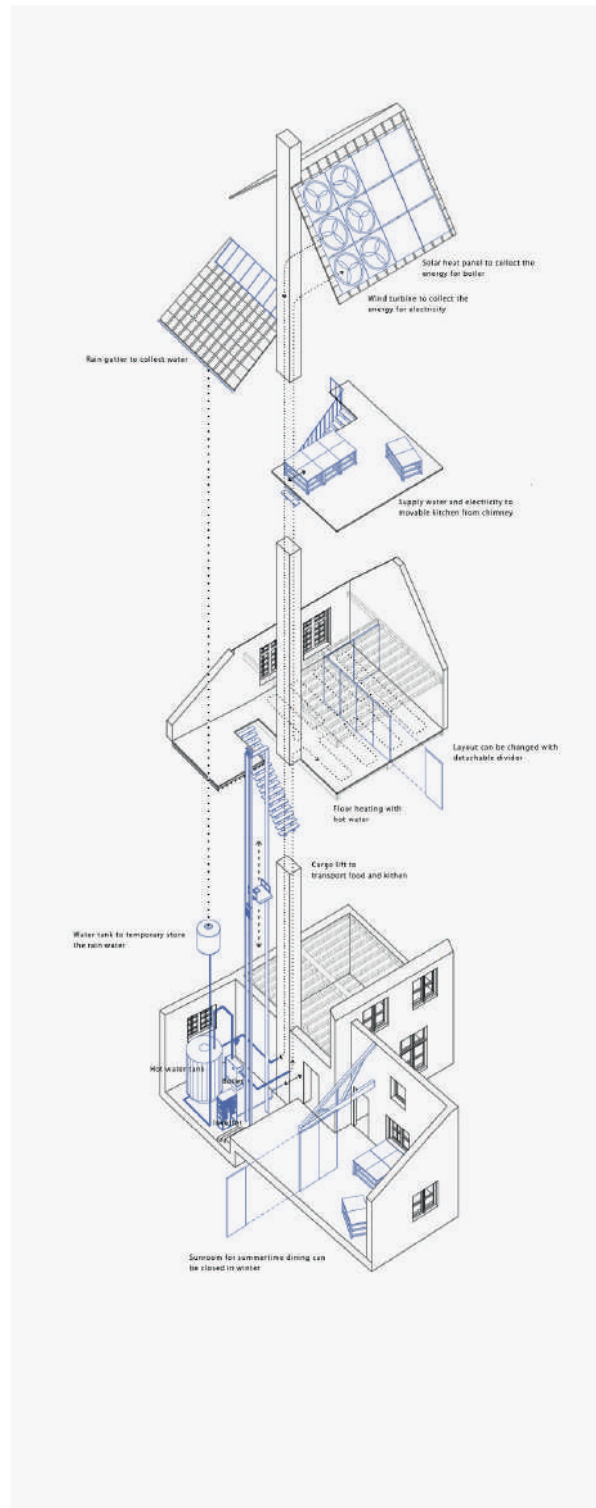 Solar heat panel to collect the
energy for boiler
Wind turbine to collect the
energy for electricity
Rain gutter to collect water
Supply water and electricity to
movable kitchen from chimney
Layout can be changed with
detachable divider
Floor heating with
hot water
Cargo lift to
transport food and kithen
Water tank to temporary store
the rain water
Hot water tank
Boiler
Inverter
Sunroom for summertime dining can
be closed in winter